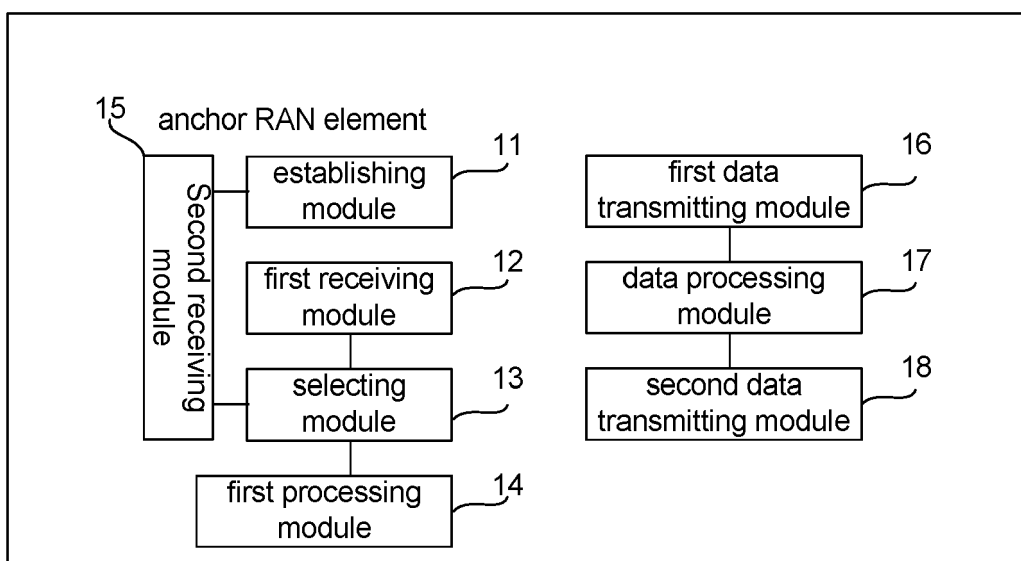 15
anchor RAN element
Second receiving
module
establishing
module
11
first receiving
module
12
selecting
module
13
first processing
module
14
first data
transmitting module
16
data processing
module
17
second data
transmitting module
18